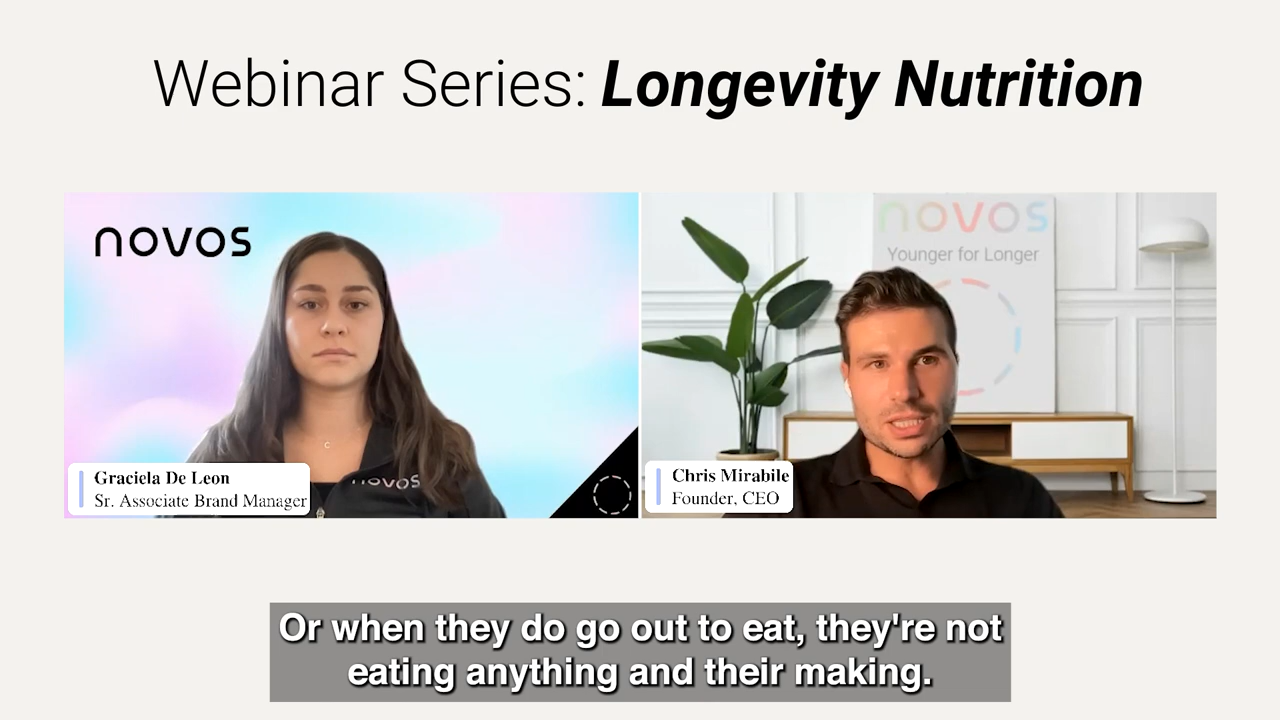 Webinar Series: Longevity Nutrition
novos
novos
Younger for Longer
novos
Graciela De Leon
Sr. Associate Brand Manager
Chris Mirabile
Founder, CEO
Or when they do go out to eat, they're not
eating anything and their making.